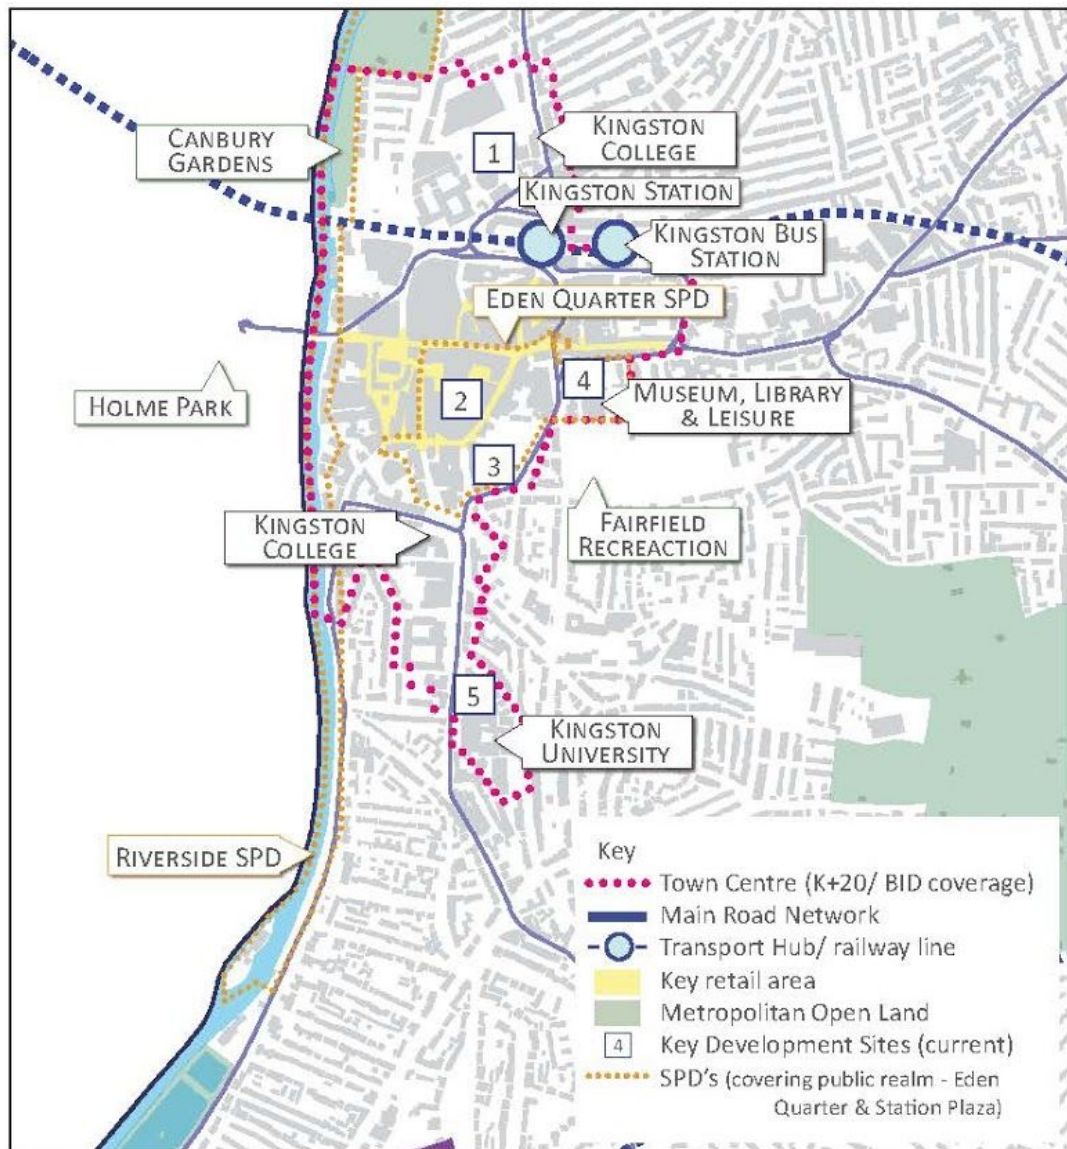 CANBURY
GARDENS
1
KINGSTON
COLLEGE
KINGSTON STATION
KINGSTON BUS
STATION
EDEN QUARTER SPD
HOLME PARK
2
4
MUSEUM, LIBRARY
& LEISURE
3
KINGSTON
COLLEGE
FAIRFIELD
RECREACTION
5
KINGSTON
UNIVERSITY
RIVERSIDE SPD
Key
Town Centre (K+20/ BID coverage)
Main Road Network
Transport Hub/ railway line
Key retail area
Metropolitan Open Land
4 Key Development Sites (current)
SPD's (covering public realm - Eden
Quarter & Station Plaza)